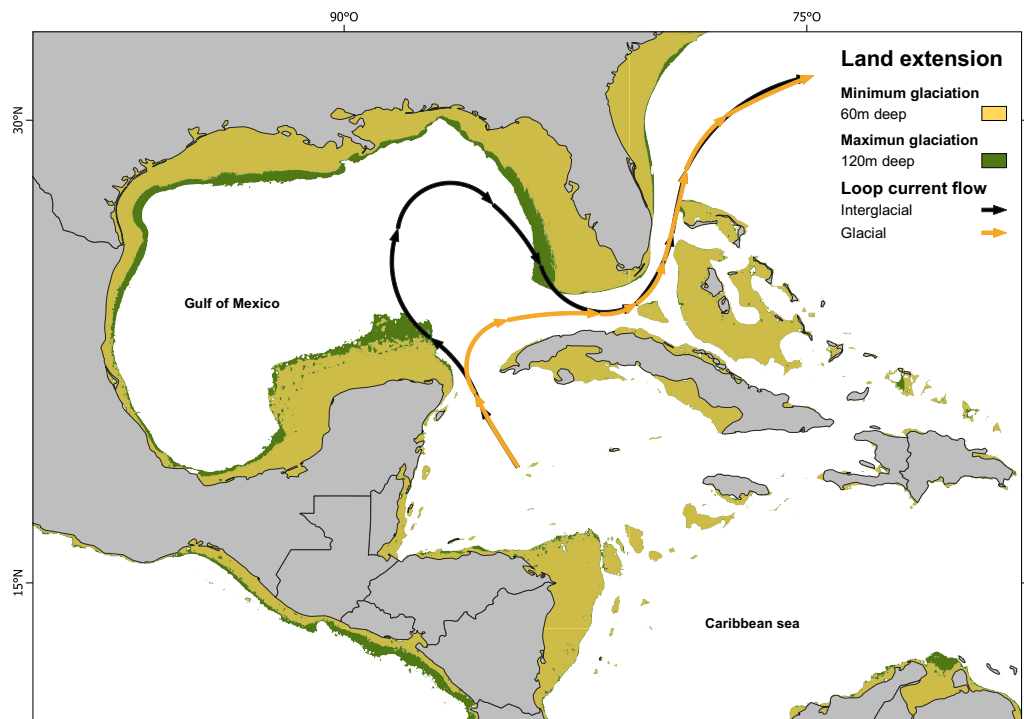 90ºO
75ºO
Land extension
Minimum glaciation
60m deep
Maximun glaciation
120m deep
Loop current flow
Interglacial
Glacial
30ºN
Gulf of Mexico
15ºN
Caribbean sea